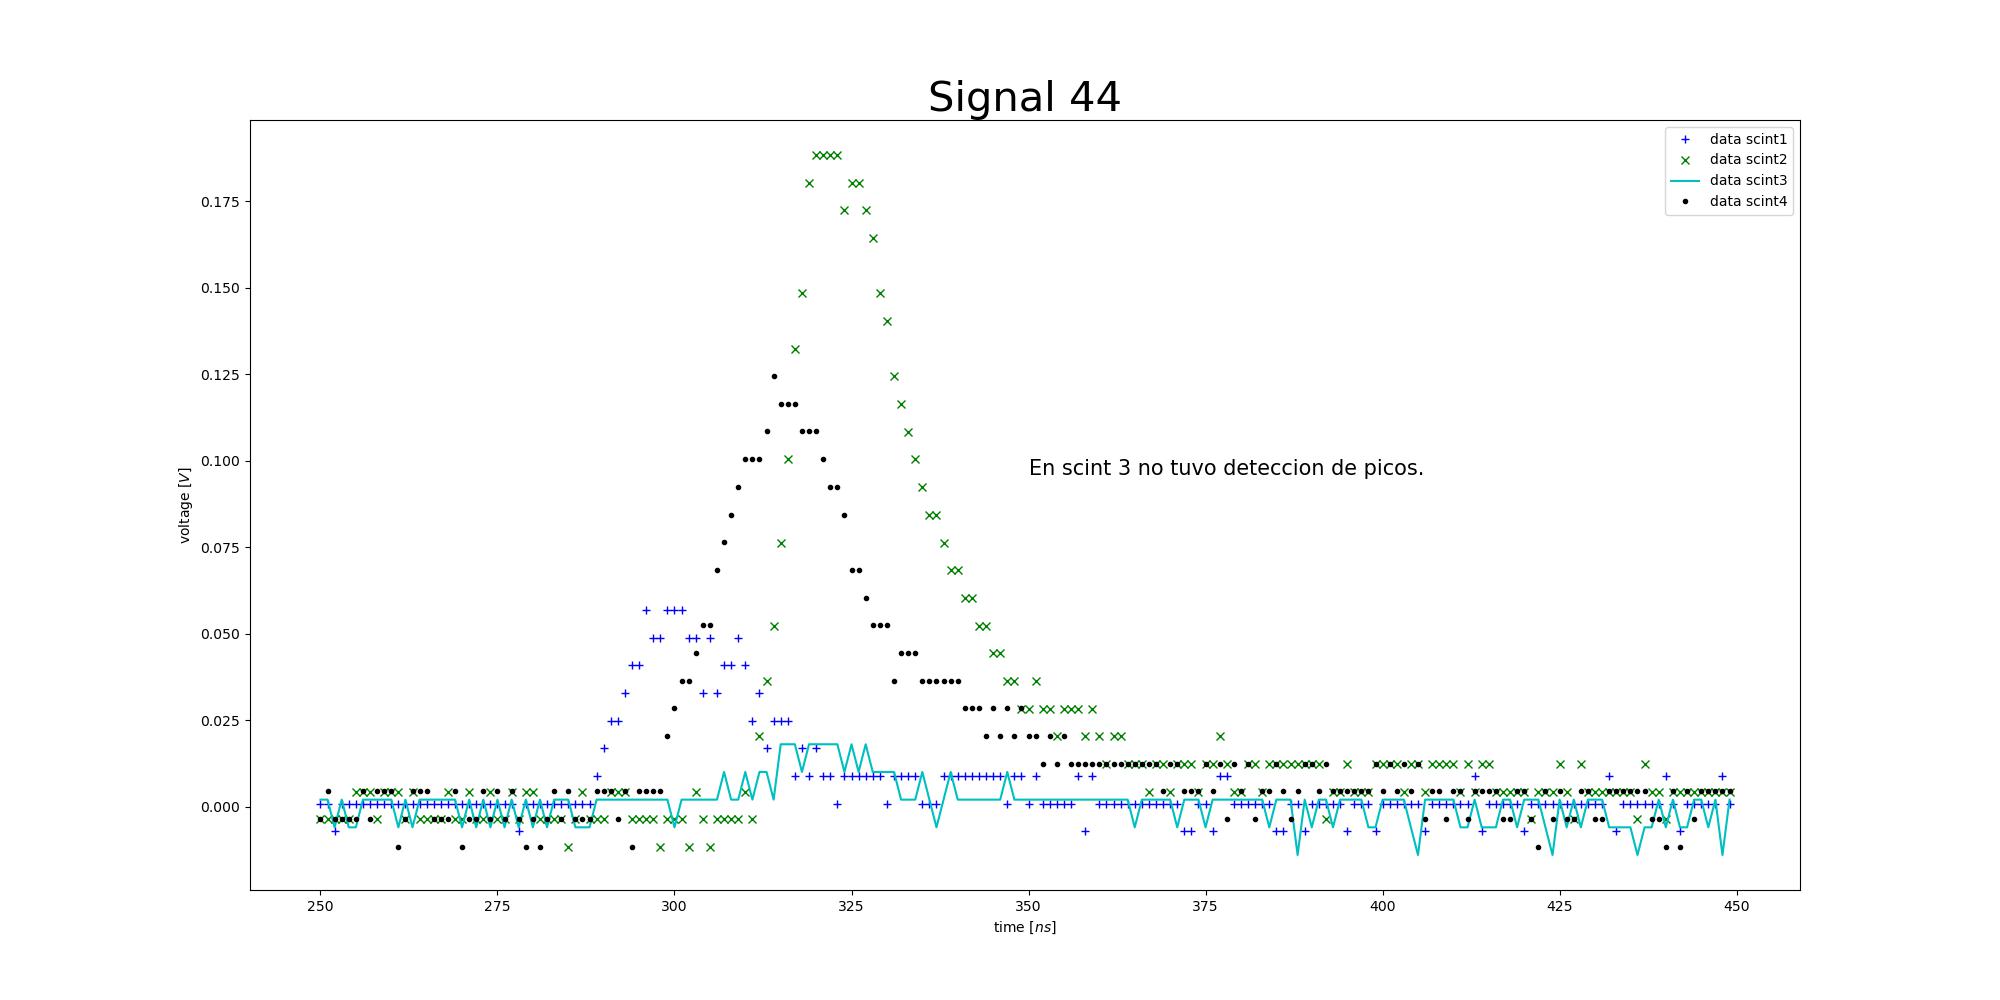 Signal 44
data scint1
data scint2
data scint3
data scint4
0.175
0.150
0.125
0.100
0.075
0.050
0.025
0.000
voltage [V]
En scint 3 no tuvo deteccion de picos.
250 275 300 325 350 375 400 425 450
time [ns]